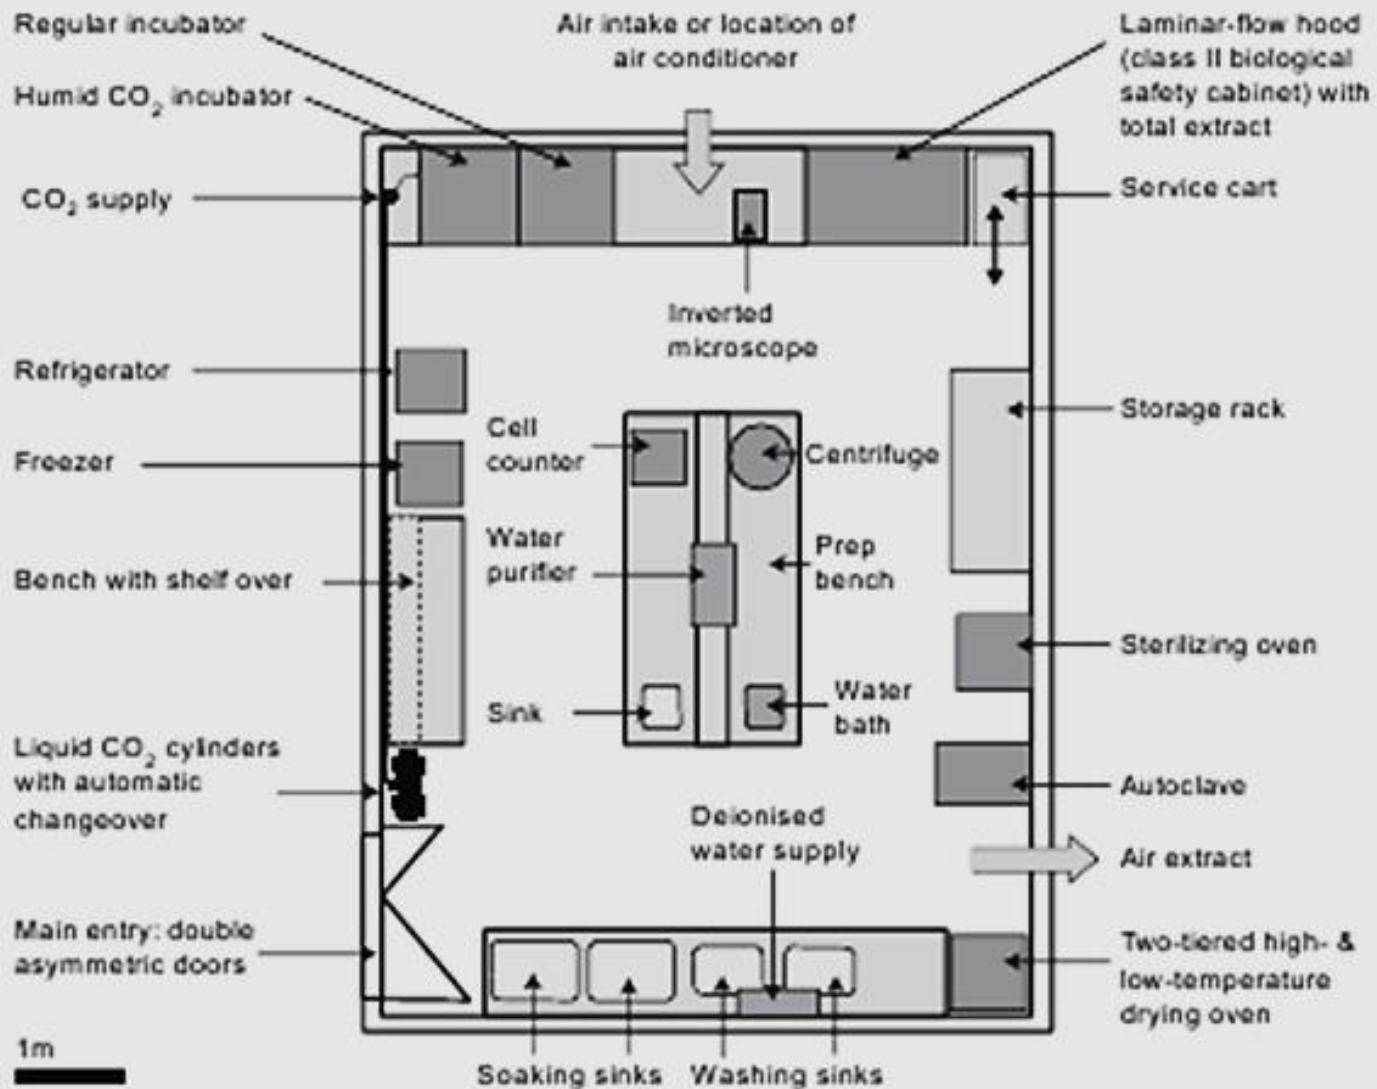 Regular incubator
Humid CO₂ incubator
CO₂ supply
Air intake or location of
air conditioner
Laminar-flow hood
(class II biological
safety cabinet) with
total extract
Service cart
Inverted
microscope
Refrigerator
Freezer
Bench with shelf over
Cell
counter
Centrifuge
Water
purifier
Prep
bench
Sink
Water
bath
Storage rack
Sterilizing oven
Autoclave
Air extract
Liquid CO₂ cylinders
with automatic
changeover
Deionised
water supply
Main entry: double
asymmetric doors
Two-tiered high- &
low-temperature
drying oven
1m
Soaking sinks
Washing sinks